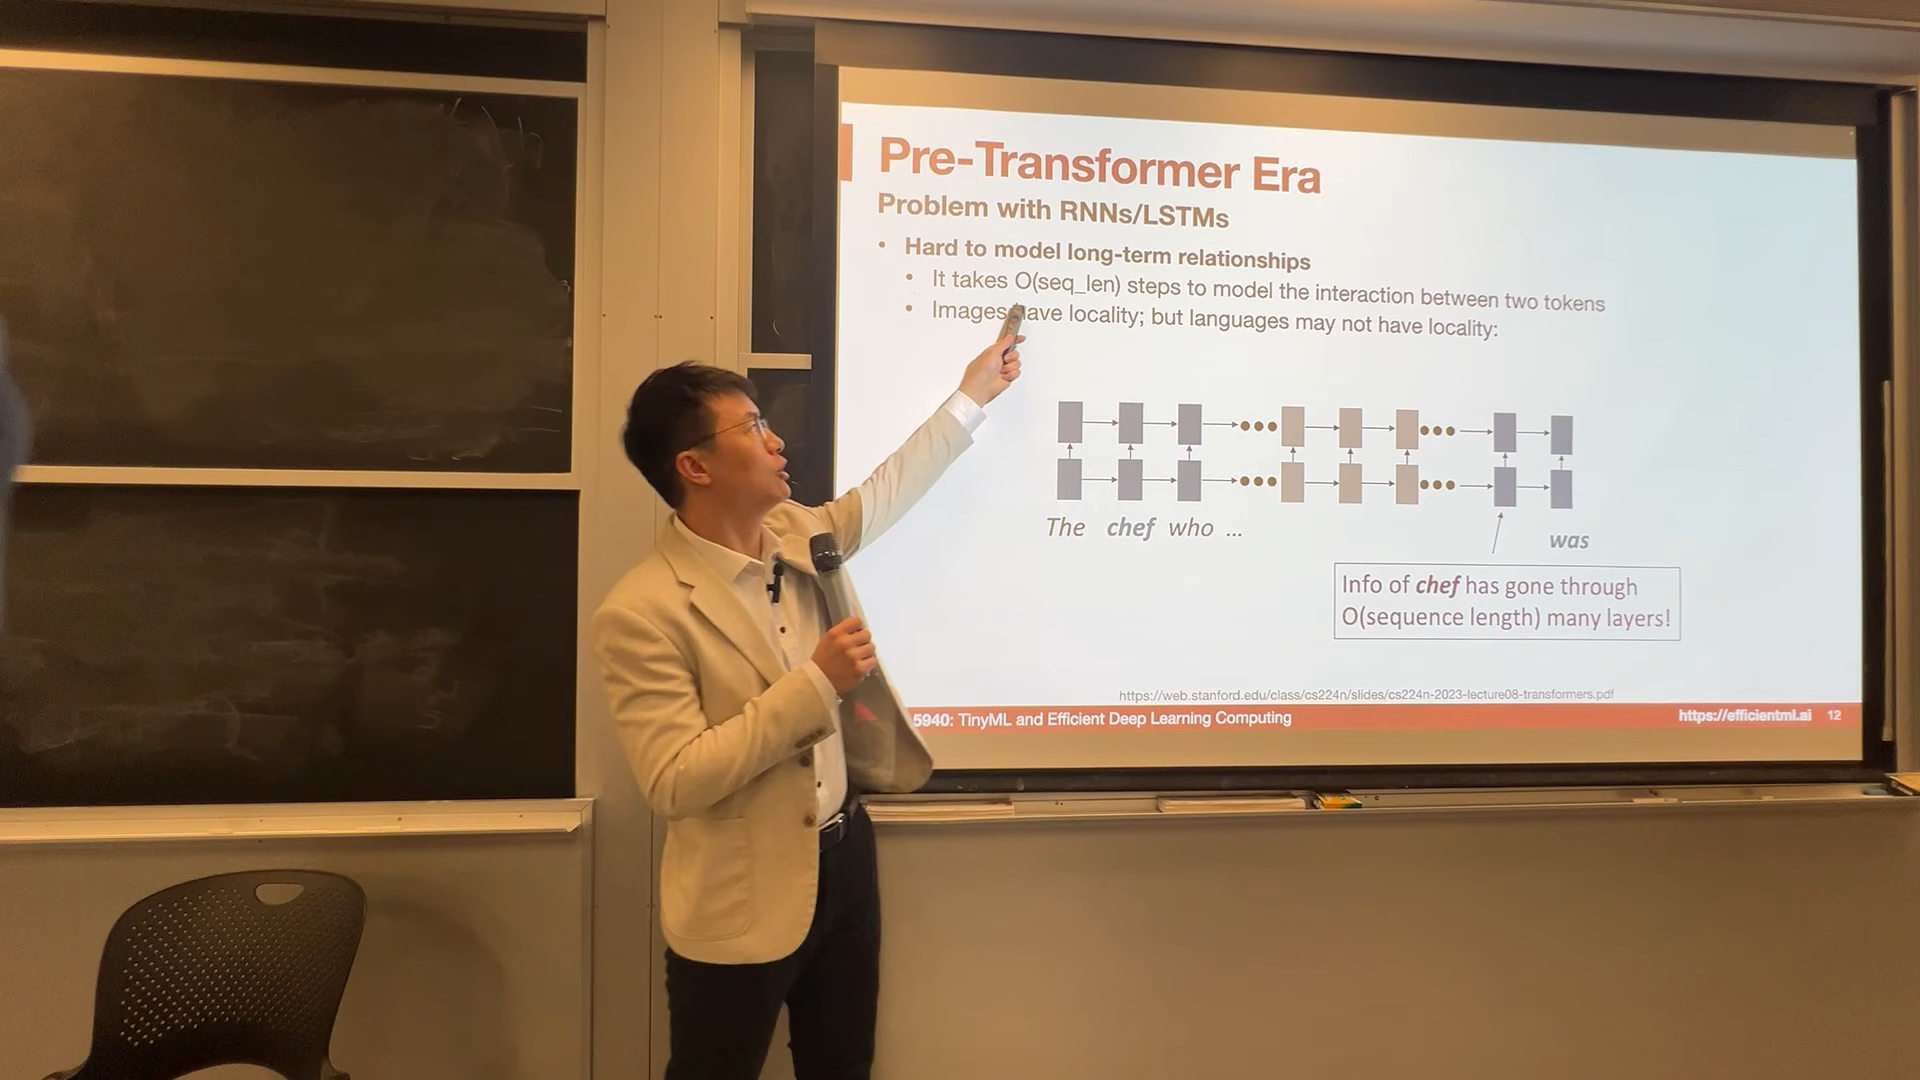 Pre-Transformer Era
Problem with RNNs/LSTMs
• Hard to model long-term relationships
• It takes O(seq_len) steps to model the interaction between two tokens
• Images have locality; but languages may not have locality:
The chef who ...
was
Info of chef has gone through
O(sequence length) many layers!
https://web.stanford.edu/class/cs224n/slides/cs224n-2023-lecture08-transformers.pdf
5940: TinyML and Efficient Deep Learning Computing
https://efficientml.ai 12